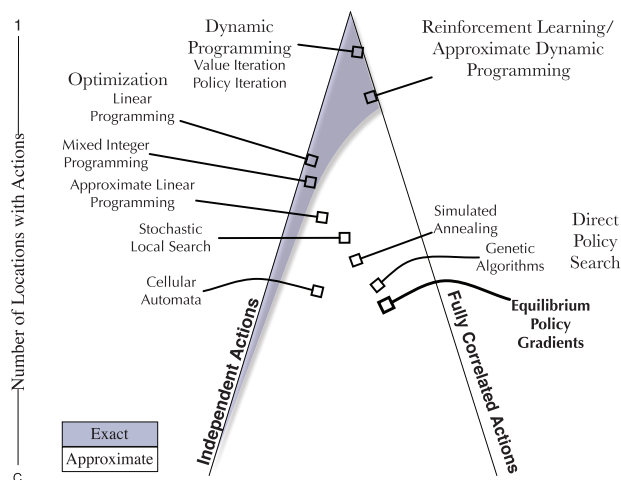 1
Number of Locations with Actions
C
Dynamic
Programming
Value Iteration
Policy Iteration
Reinforcement Learning/
Approximate Dynamic
Programming
Optimization
Linear
Programming
Mixed Integer
Programming
Approximate Linear
Programming
Stochastic
Local Search
Cellular
Automata
Simulated
Annealing
Genetic
Algorithms
Direct
Policy
Search
Equilibrium
Policy
Gradients
Independent Actions
Fully Correlated Actions
Exact
Approximate